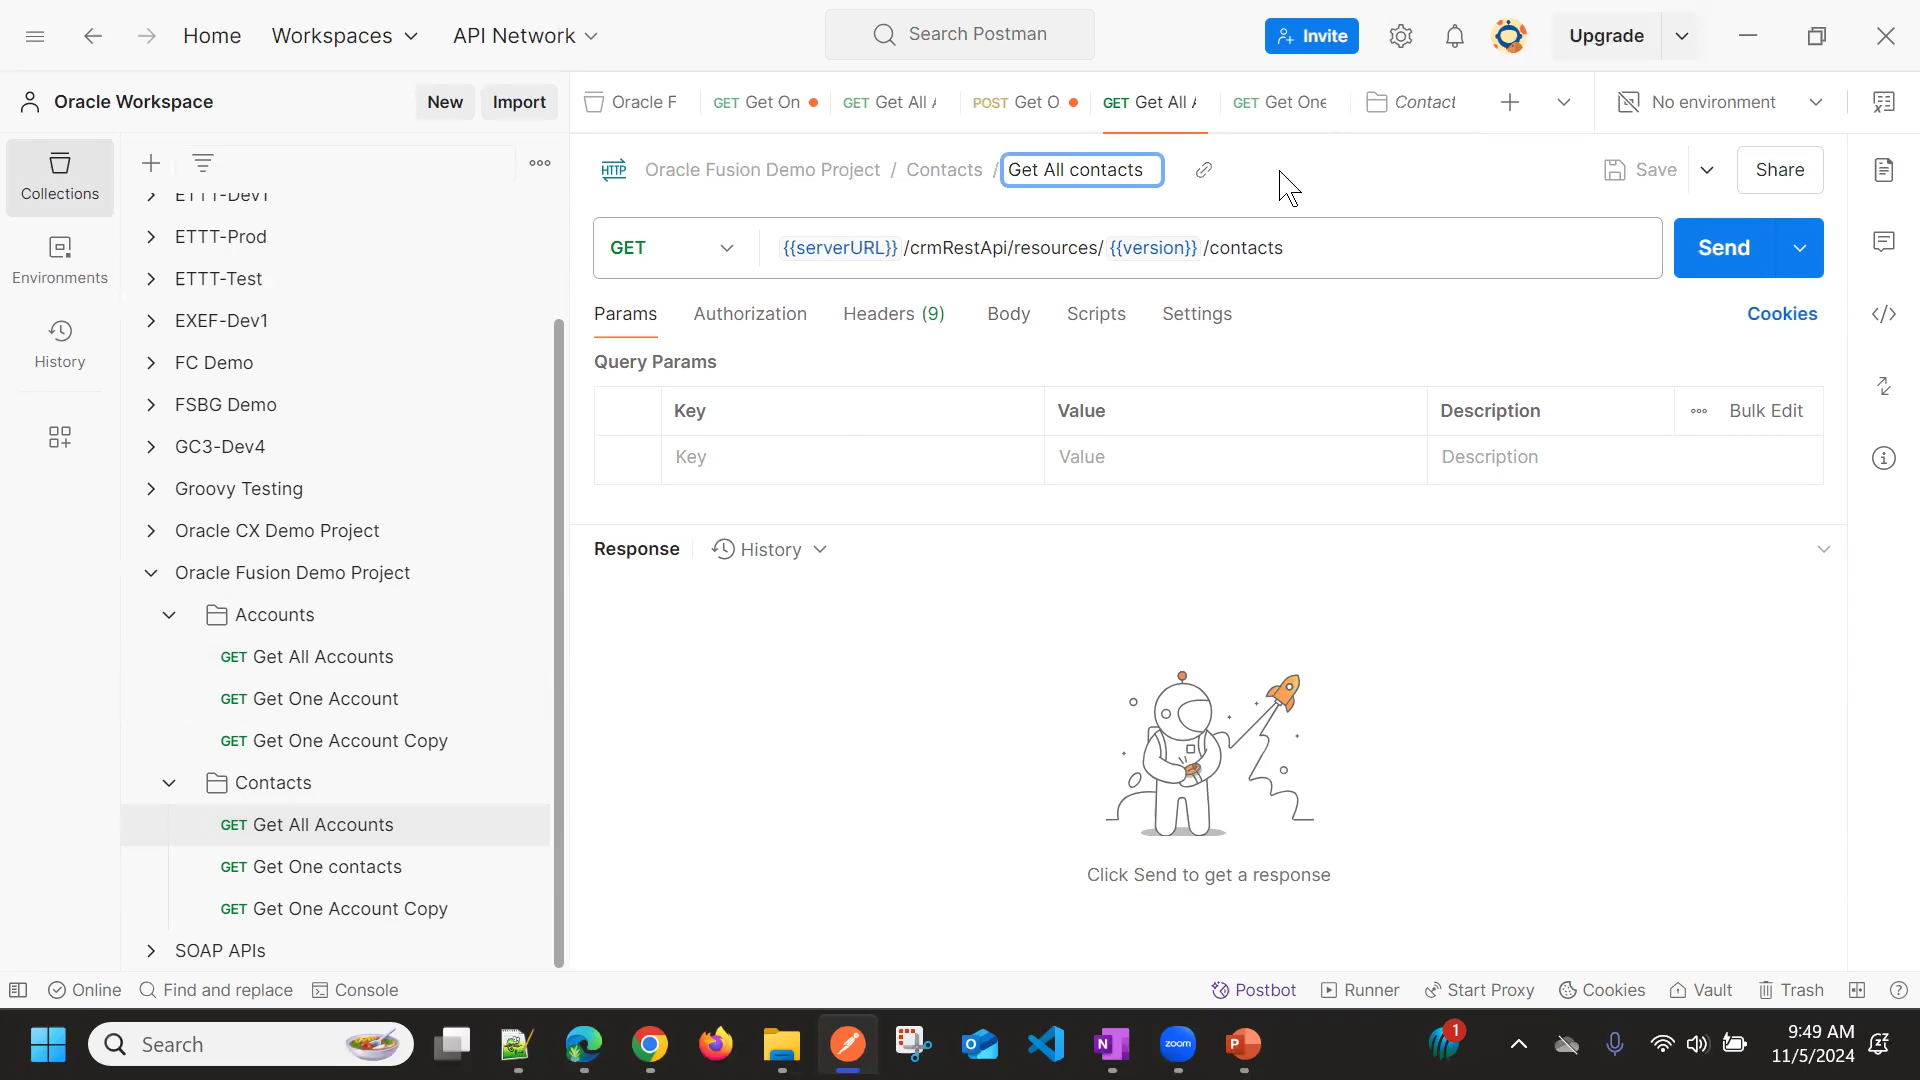 Home
Workspaces
API Network
Search Postman
Invite
Upgrade
Oracle Workspace
New
Import
Oracle F
GET Get On
GET Get All
POST Get O
GET Get All
GET Get One
Contact
No environment
Collections
Environments
History
ETTT-Dev1
ETTT-Prod
ETTT-Test
EXEF-Dev1
FC Demo
FSBG Demo
GC3-Dev4
Groovy Testing
Oracle CX Demo Project
Oracle Fusion Demo Project
Accounts
GET Get All Accounts
GET Get One Account
GET Get One Account Copy
Contacts
GET Get All Accounts
GET Get One contacts
GET Get One Account Copy
SOAP APIs
HTTP
Oracle Fusion Demo Project / Contacts / Get All contacts
Save
Share
GET
{{serverURL}}/crmRestApi/resources/{{version}}/contacts
Send
Params
Authorization
Headers (9)
Body
Scripts
Settings
Cookies
Query Params
Key
Value
Description
Bulk Edit
Key
Value
Description
Response
History
Click Send to get a response
Online
Find and replace
Console
Postbot
Runner
Start Proxy
Cookies
Vault
Trash
Search
zoom
1
9:49 AM
11/5/2024